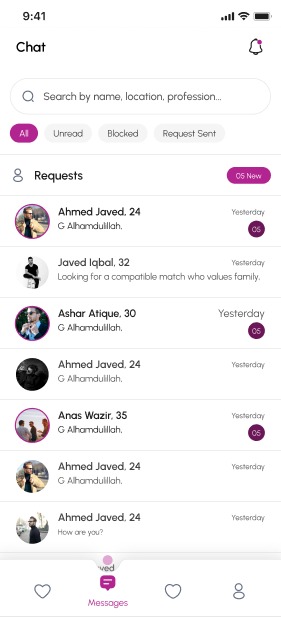 9:41
Chat
Search by name, location, profession...
All Unread Blocked Request Sent
Requests 05 New
Ahmed Javed, 24 Yesterday
G Alhamdulillah, 05
Javed Iqbal, 32 Yesterday
Looking for a compatible match who values family.
Ashar Atique, 30 Yesterday
G Alhamdulillah, 05
Ahmed Javed, 24 Yesterday
G Alhamdulillah,
Anas Wazir, 35 Yesterday
G Alhamdulillah, 05
Ahmed Javed, 24 Yesterday
G Alhamdulillah,
Ahmed Javed, 24 Yesterday
How are you?
ved
Messages